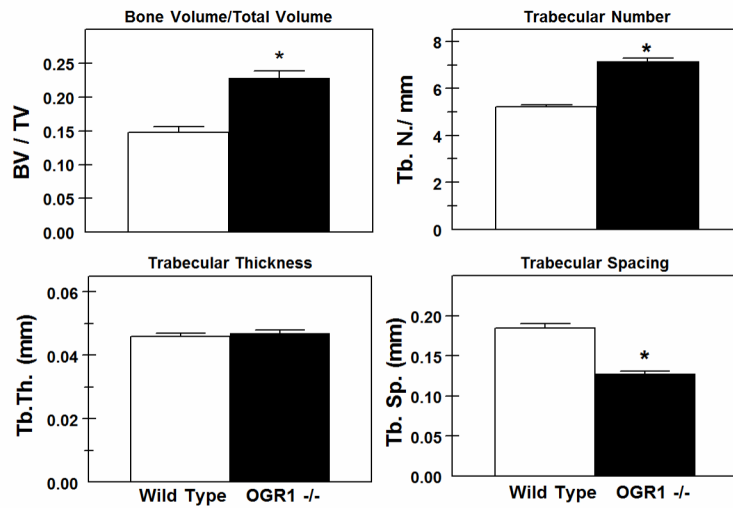 Bone Volume/Total Volume
BV / TV
0.25
0.20
0.15
0.10
0.05
0.00
*
Trabecular Number
Tb. N./ mm
8
6
4
2
0
*
Trabecular Thickness
Tb.Th. (mm)
0.06
0.04
0.02
0.00
Wild Type OGR1 -/-
Trabecular Spacing
Tb. Sp. (mm)
0.20
0.15
0.10
0.05
0.00
*
Wild Type OGR1 -/-